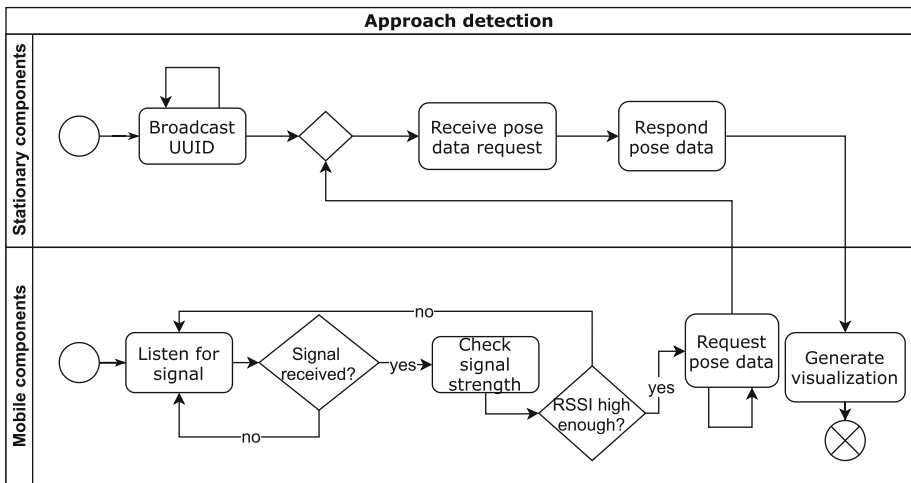 Approach detection
Stationary components
Broadcast
UUID
Receive pose
data request
Respond
pose data
Mobile components
Listen for
signal
Signal
received?
no
no
yes
Check
signal
strength
RSSI high
enough?
yes
Request
pose data
Generate
visualization